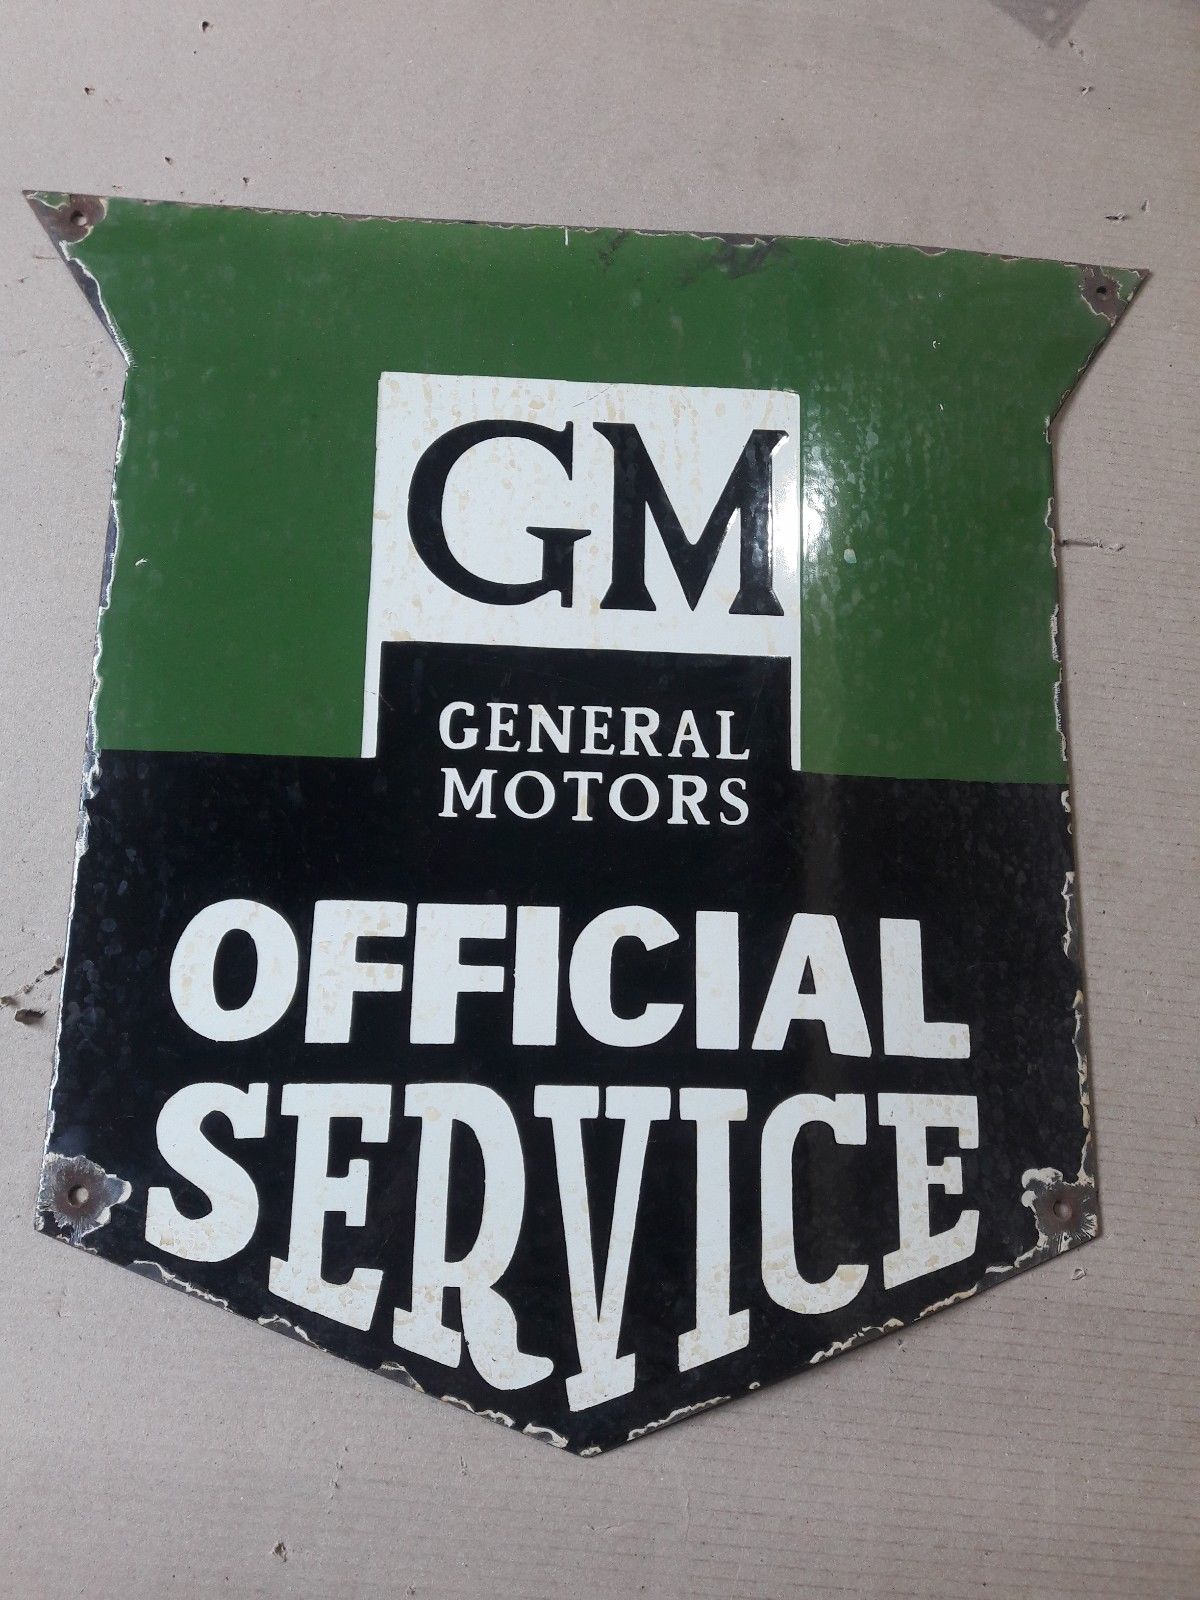 GM
GENERAL
MOTORS
OFFICIAL
SERVICE